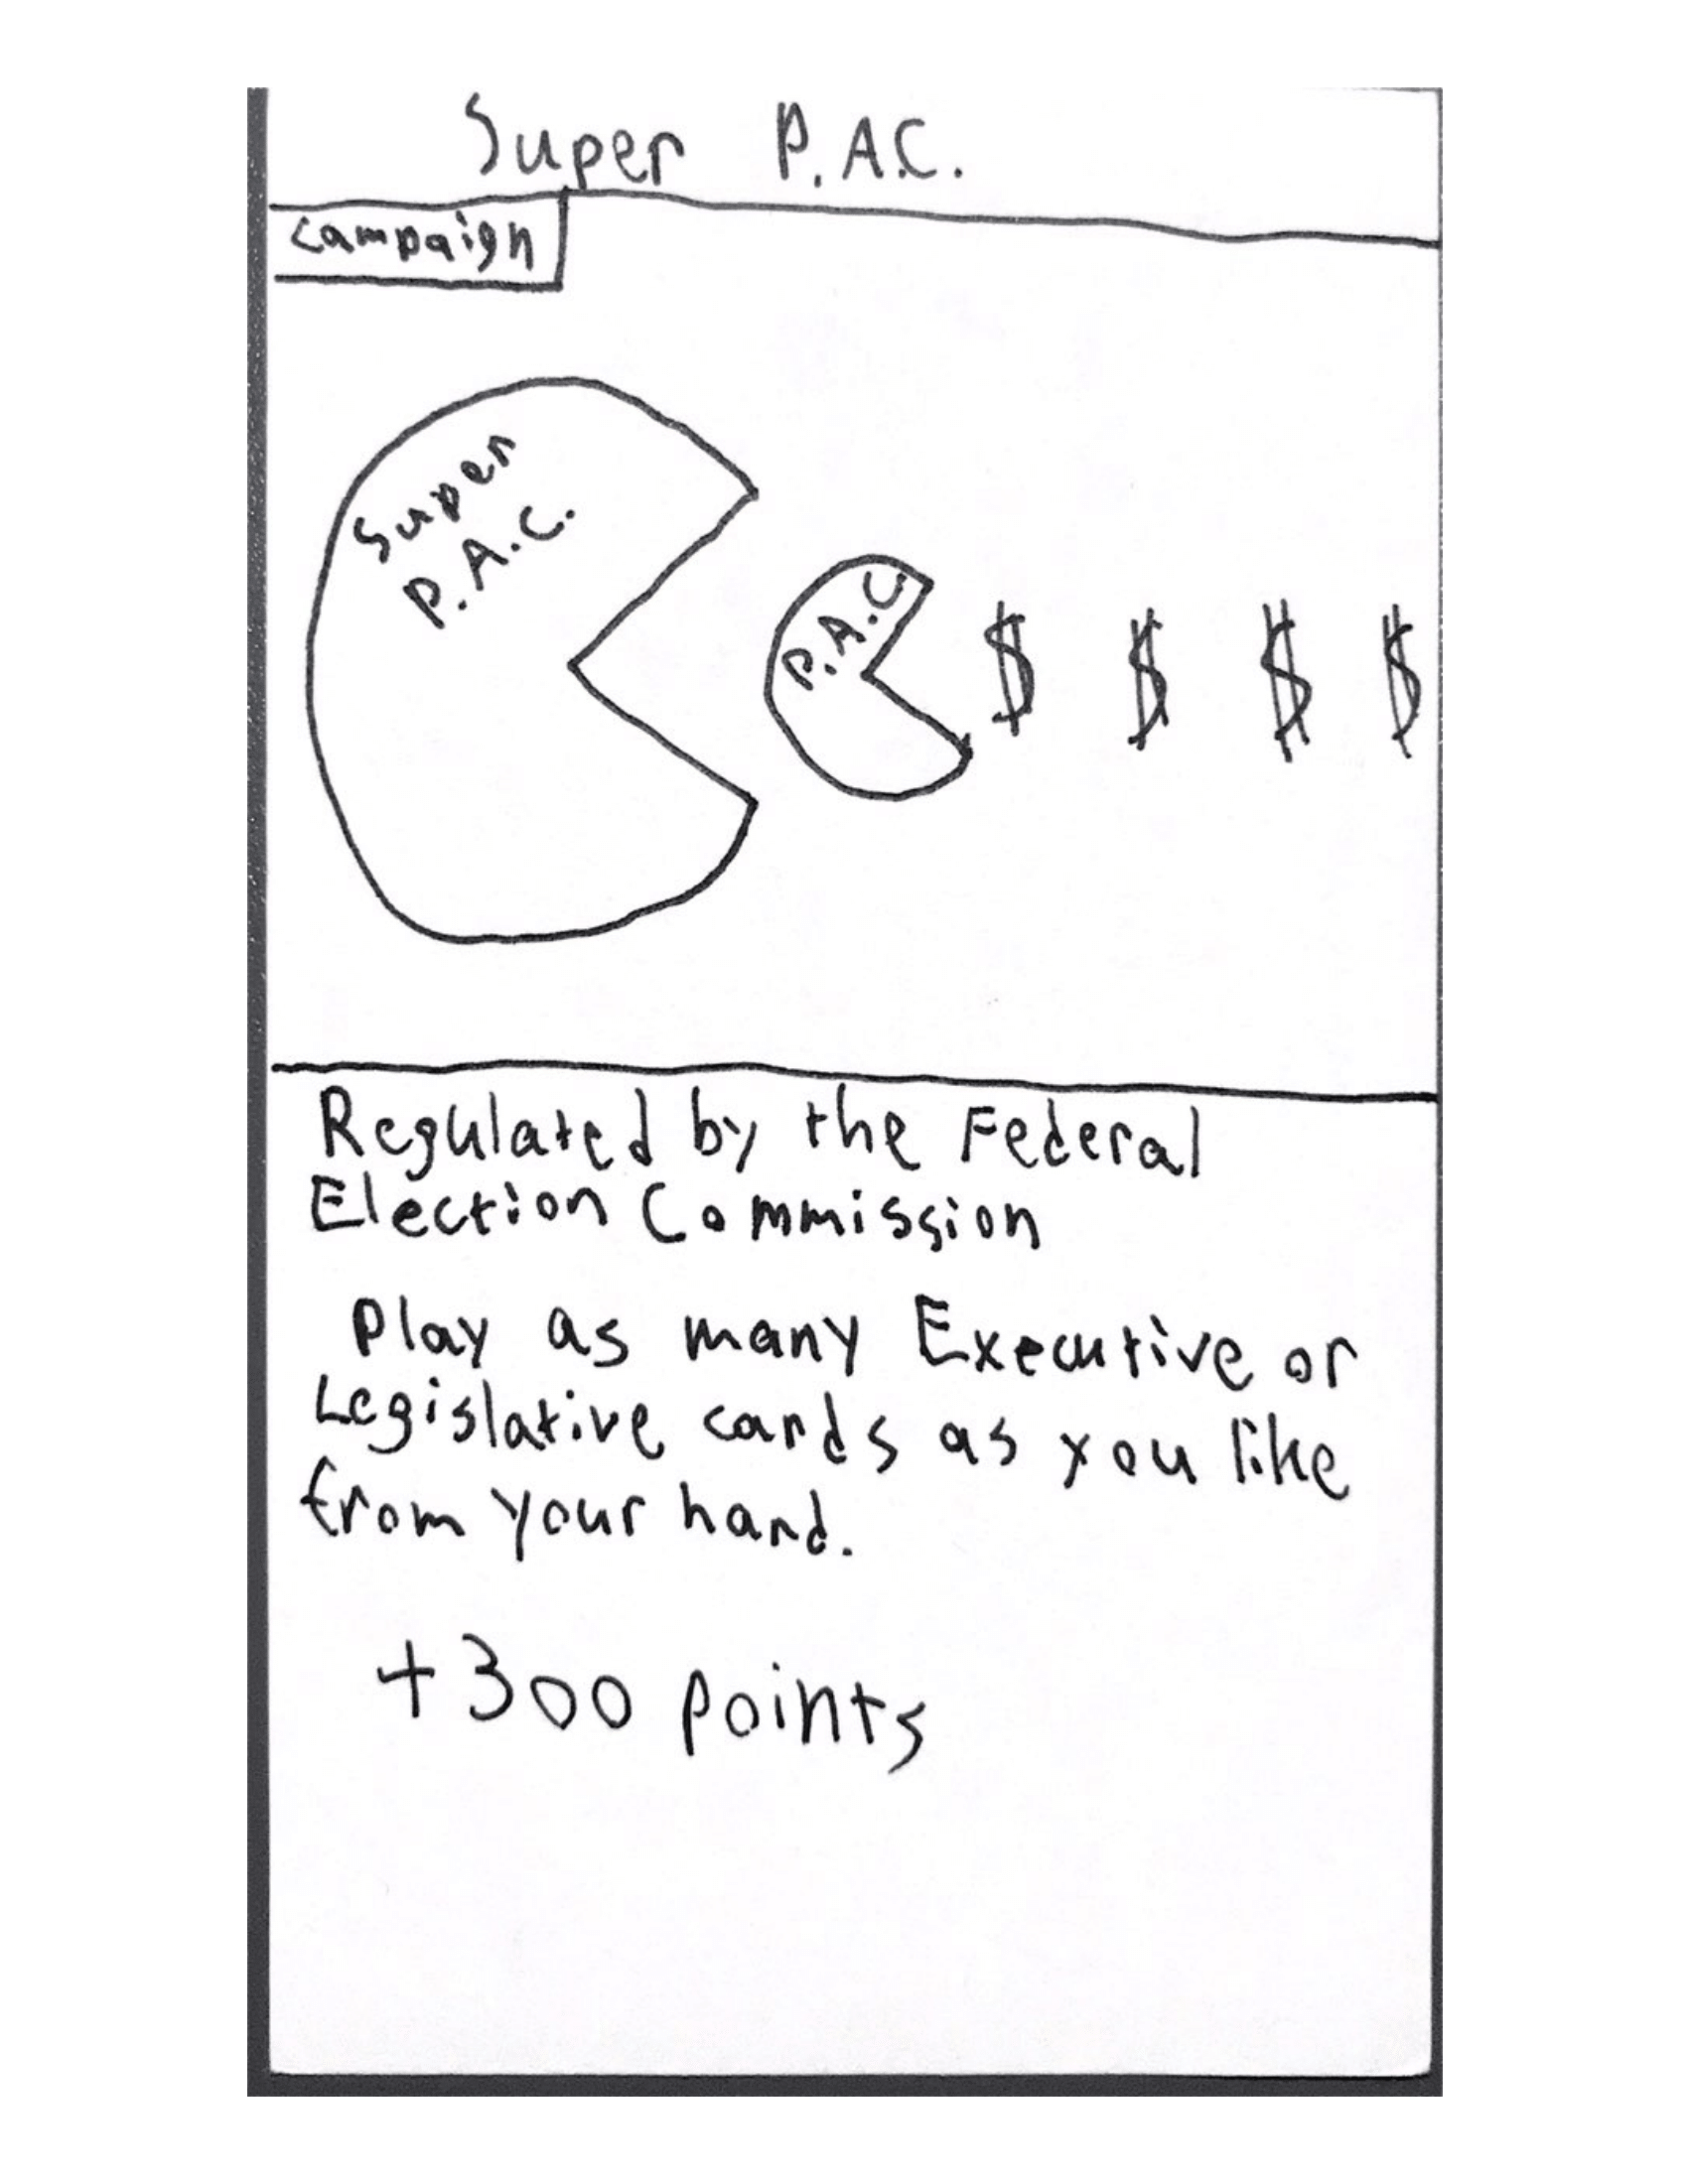 Super P.A.C.
campaign
Super
P.A.C.
P.A.C
$ $ $ $
Regulated by the Federal
Election Commission
Play as many Executive or
Legislative cards as you like
from your hand.
+300 points